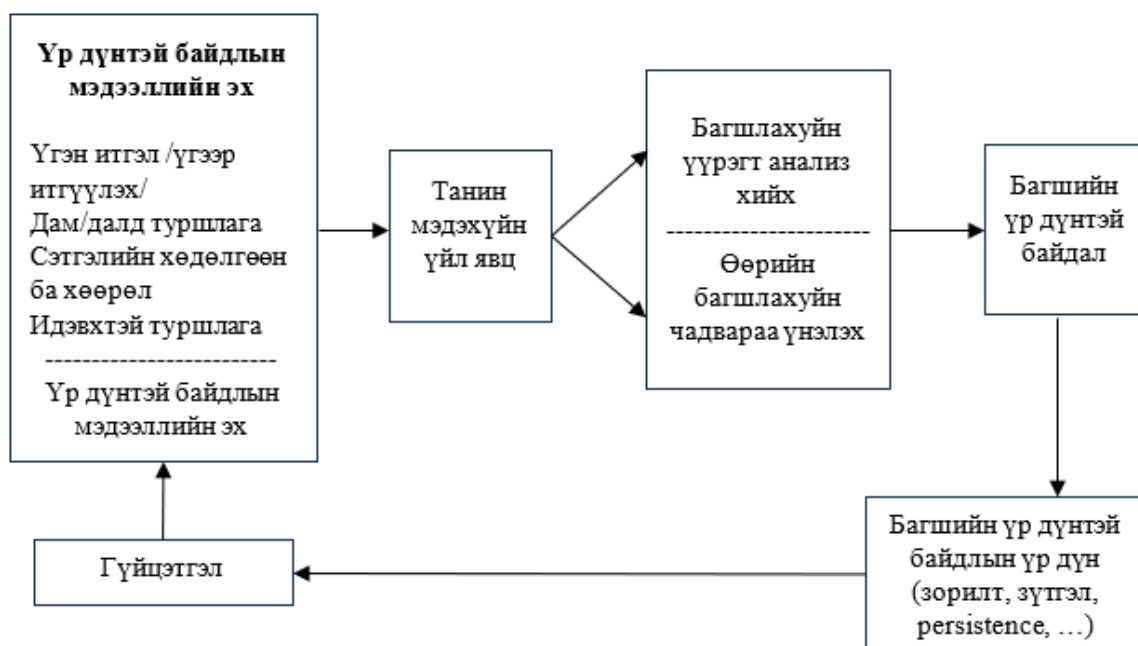 Үр дүнтэй байдлын
мэдээллийн эх
Үгэн итгэл /үгээр
итгүүлэх/
Дам/далд туршлага
Сэтгэлийн хөдөлгөөн
ба хөөрөл
Идэвхтэй туршлага
-------------------------
Үр дүнтэй байдлын
мэдээллийн эх
Танин
мэдэхүйн
үйл явц
Багшлахуйн
үүрэгт анализ
хийх
----------------------
Өөрийн
багшлахуйн
чадвараа үнэлэх
Багшийн
үр дүнтэй
байдал
Багшийн үр дүнтэй
байдлын үр дүн
(зорилт, зүтгэл,
persistence, …)
Гүйцэтгэл